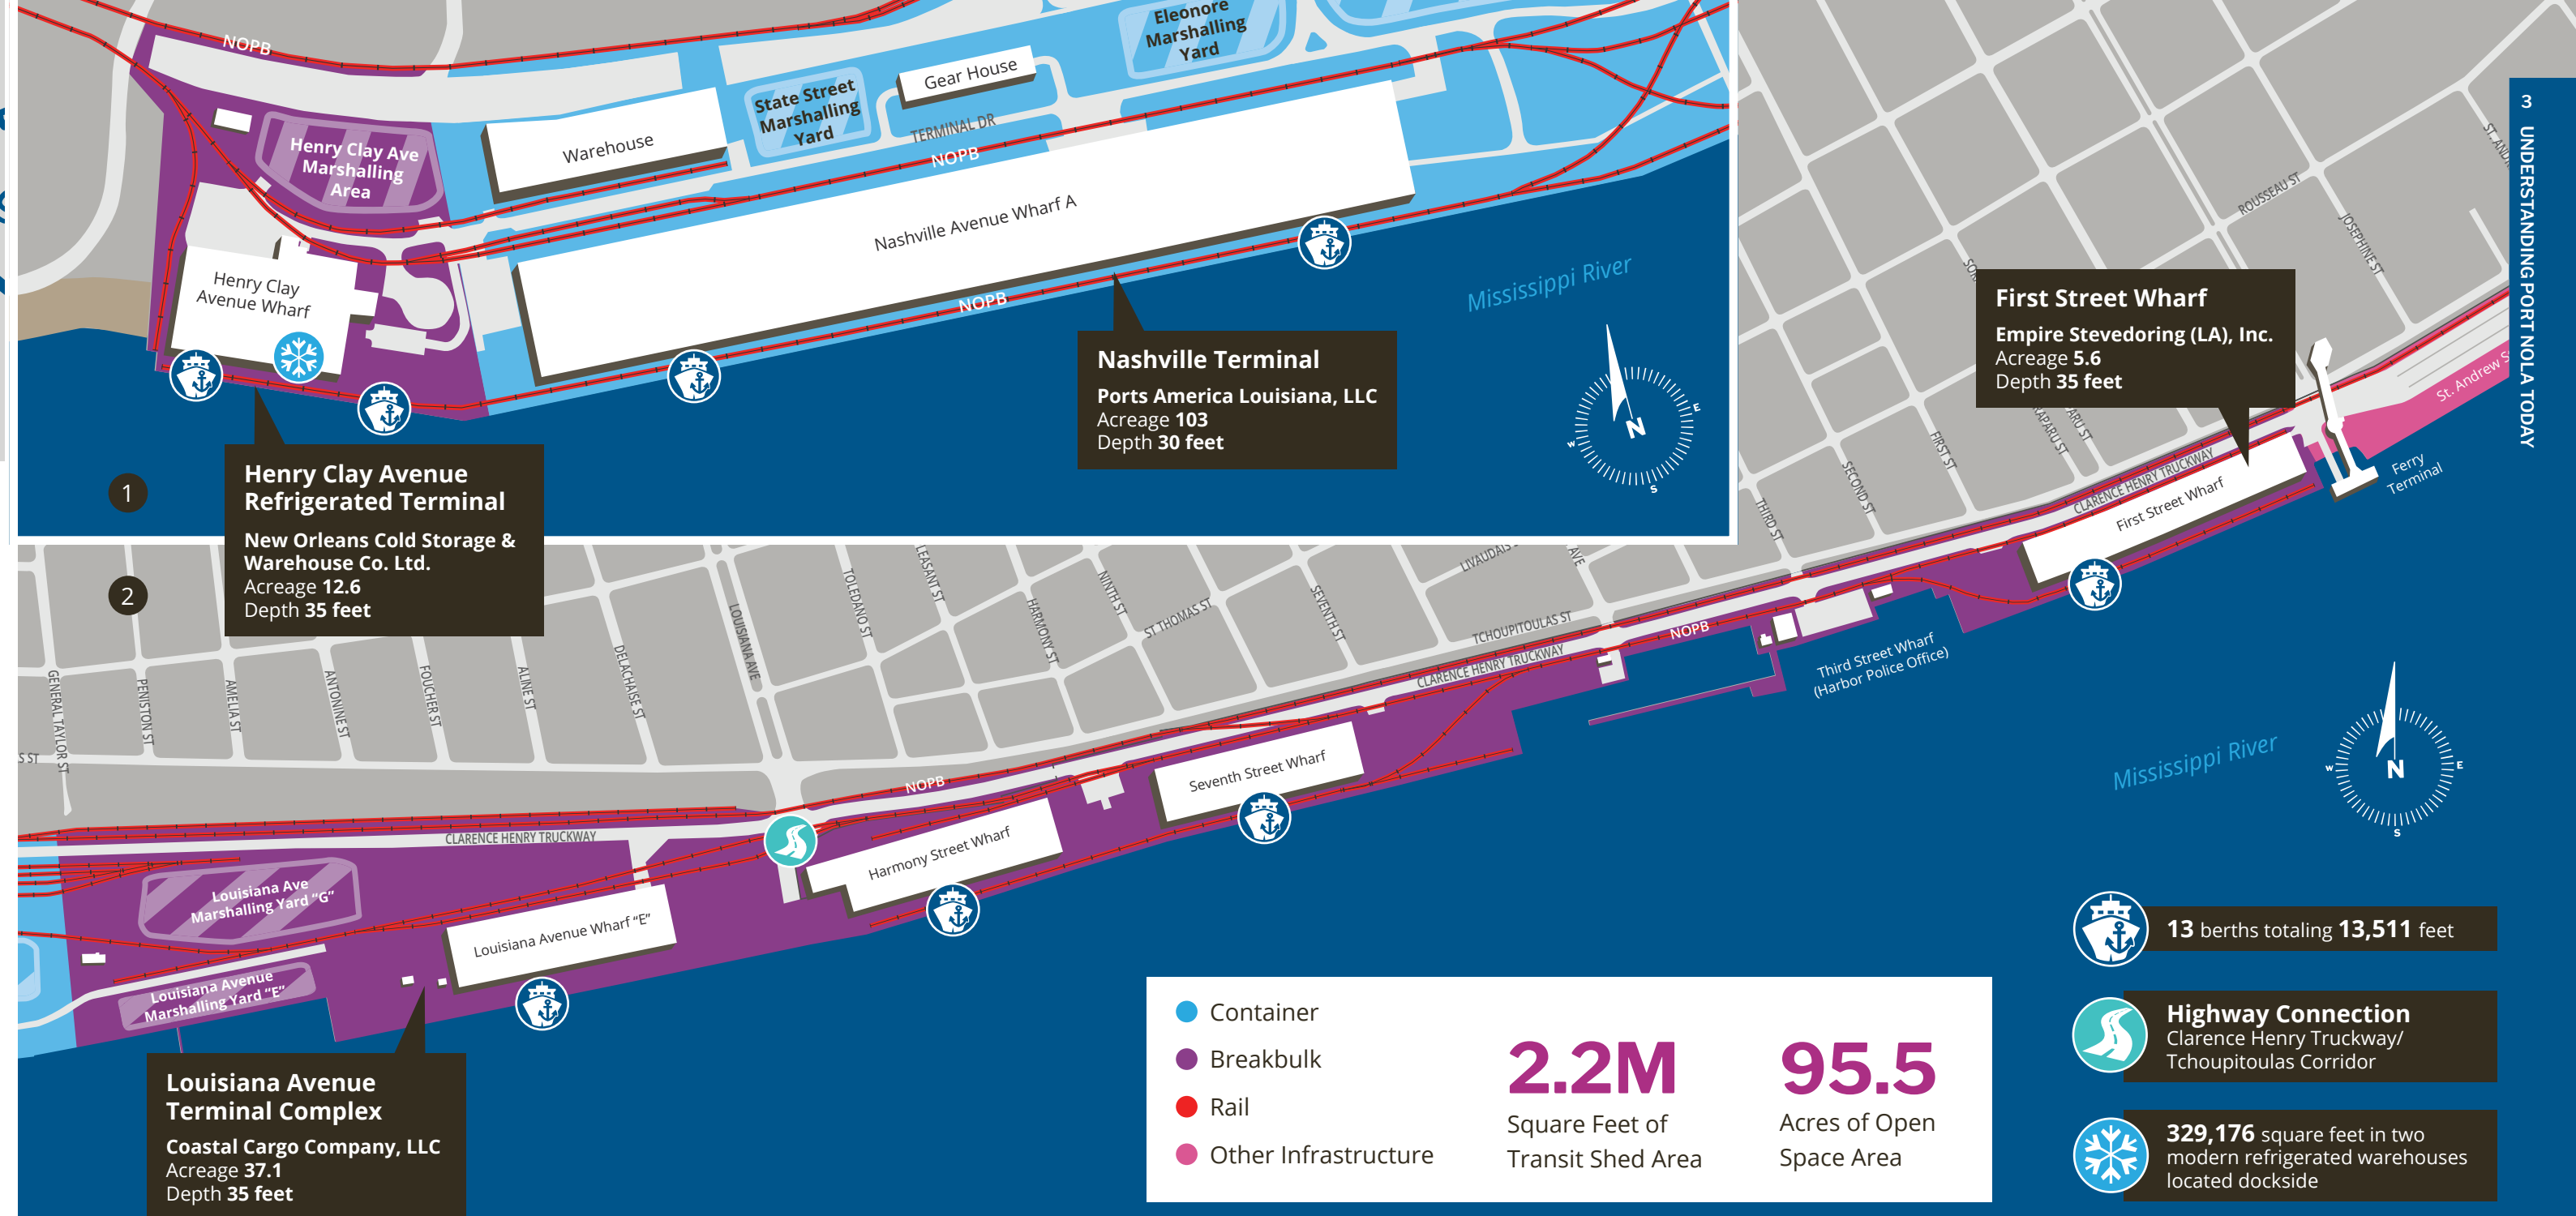 NOPB
Eleonore
Marshalling
Yard
Gear House
State Street
Marshalling
Yard
TERMINAL DR
NOPB
Warehouse
Henry Clay Ave
Marshalling
Area
Nashville Avenue Wharf A
NOPB
Henry Clay
Avenue Wharf
Mississippi River
Nashville Terminal
Ports America Louisiana, LLC
Acreage 103
Depth 30 feet
N
E
S
W
1
Henry Clay Avenue
Refrigerated Terminal
New Orleans Cold Storage &
Warehouse Co. Ltd.
Acreage 12.6
Depth 35 feet
3
UNDERSTANDING PORT NOLA TODAY
ROUSSEAU ST
JOSEPHINE ST
First Street Wharf
Empire Stevedoring (LA), Inc.
Acreage 5.6
Depth 35 feet
St. Andrew S
Ferry
Terminal
FIRST ST
SECOND ST
THIRD ST
CLARENCE HENRY TRUCKWAY
First Street Wharf
2
GENERAL TAYLOR ST
PENISTON ST
AMELIA ST
ANTONINE ST
FOUCHER ST
ALINE ST
DELACHAISE ST
LOUISIANA AVE
TOLEDANO ST
LEASANT ST
HARMONY ST
NINTH ST
ST THOMAS ST
SEVENTH ST
AVE
TCHOUPITOULAS ST
CLARENCE HENRY TRUCKWAY
NOPB
Third Street Wharf
(Harbor Police Office)
Mississippi River
N
E
S
W
S ST
NOPB
Seventh Street Wharf
Harmony Street Wharf
CLARENCE HENRY TRUCKWAY
Louisiana Ave
Marshalling Yard “G”
Louisiana Avenue Wharf “E”
Louisiana Avenue
Marshalling Yard “E”
Louisiana Avenue
Terminal Complex
Coastal Cargo Company, LLC
Acreage 37.1
Depth 35 feet
Container
Breakbulk
Rail
Other Infrastructure
2.2M
Square Feet of
Transit Shed Area
95.5
Acres of Open
Space Area
13 berths totaling 13,511 feet
Highway Connection
Clarence Henry Truckway/
Tchoupitoulas Corridor
329,176 square feet in two
modern refrigerated warehouses
located dockside